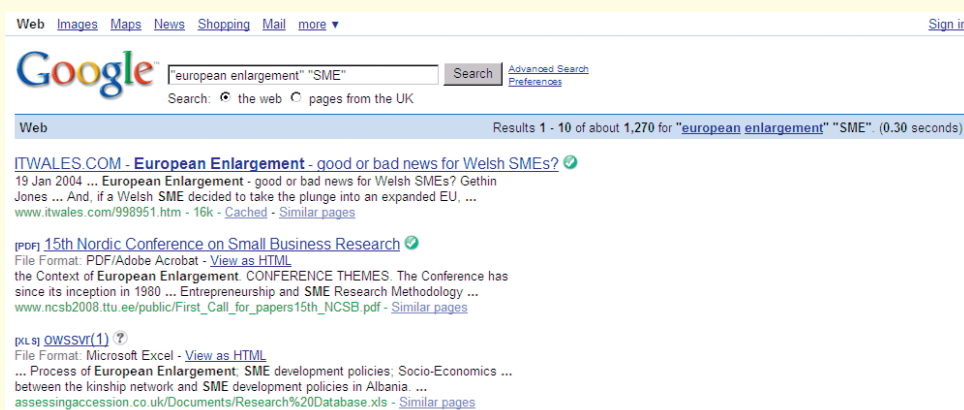 Web Images Maps News Shopping Mail more ▼ Sign in
Google™ "european enlargement" "SME" Search Advanced Search
Preferences
Search: the web pages from the UK
Web Results 1 - 10 of about 1,270 for "european enlargement" "SME". (0.30 seconds)
ITWALES.COM - European Enlargement - good or bad news for Welsh SMEs?
19 Jan 2004 ... European Enlargement - good or bad news for Welsh SMEs? Gethin
Jones ... And, if a Welsh SME decided to take the plunge into an expanded EU, ...
www.itwales.com/998951.htm - 16k - Cached - Similar pages
[PDF] 15th Nordic Conference on Small Business Research
File Format: PDF/Adobe Acrobat - View as HTML
the Context of European Enlargement. CONFERENCE THEMES. The Conference has
since its inception in 1980 ... Entrepreneurship and SME Research Methodology ...
www.ncsb2008.ttu.ee/public/First_Call_for_papers15th_NCSB.pdf - Similar pages
[XLS] owssvr(1) ?
File Format: Microsoft Excel - View as HTML
... Process of European Enlargement; SME development policies; Socio-Economics ...
between the kinship network and SME development policies in Albania. ...
assessingaccession.co.uk/Documents/Research%20Database.xls - Similar pages